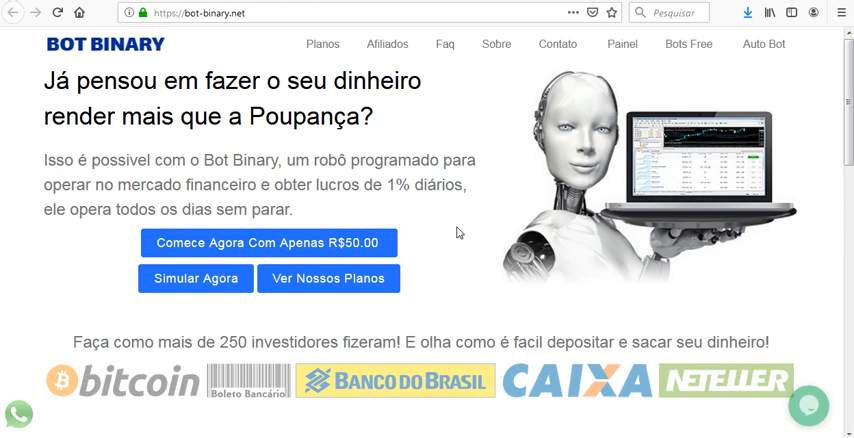 https://bot-binary.net
Pesquisar
BOT BINARY
Planos Afiliados Faq Sobre Contato Painel Bots Free Auto Bot
Já pensou em fazer o seu dinheiro
render mais que a Poupança?
Isso é possivel com o Bot Binary, um robô programado para
operar no mercado financeiro e obter lucros de 1% diários,
ele opera todos os dias sem parar.
Comece Agora Com Apenas R$50.00
Simular Agora Ver Nossos Planos
Faça como mais de 250 investidores fizeram! E olha como é facil depositar e sacar seu dinheiro!
bitcoin Boleto Bancário BANCO DO BRASIL CAIXA NETELLER